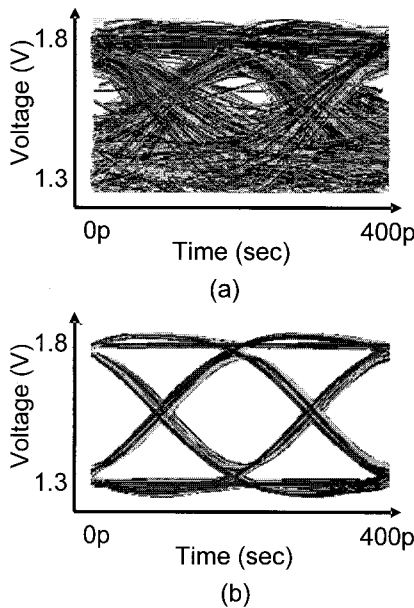 1.8
Voltage (V)
1.3
0p
400p
Time (sec)
(a)
1.8
Voltage (V)
1.3
0p
400p
Time (sec)
(b)